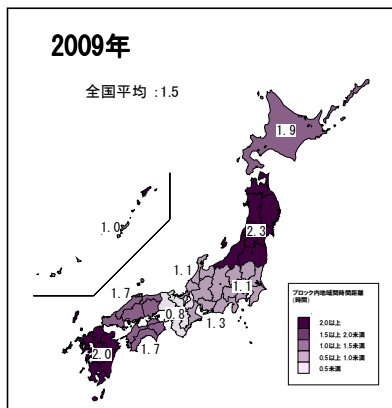 2009年
全国平均 :1.5
1.9
1.0
2.3
1.1
1.1
1.7
0.8
1.3
2.0
1.7
ブロック内地域間時間距離
(時間)
2.0以上
1.5以上 2.0未満
1.0以上 1.5未満
0.5以上 1.0未満
0.5未満